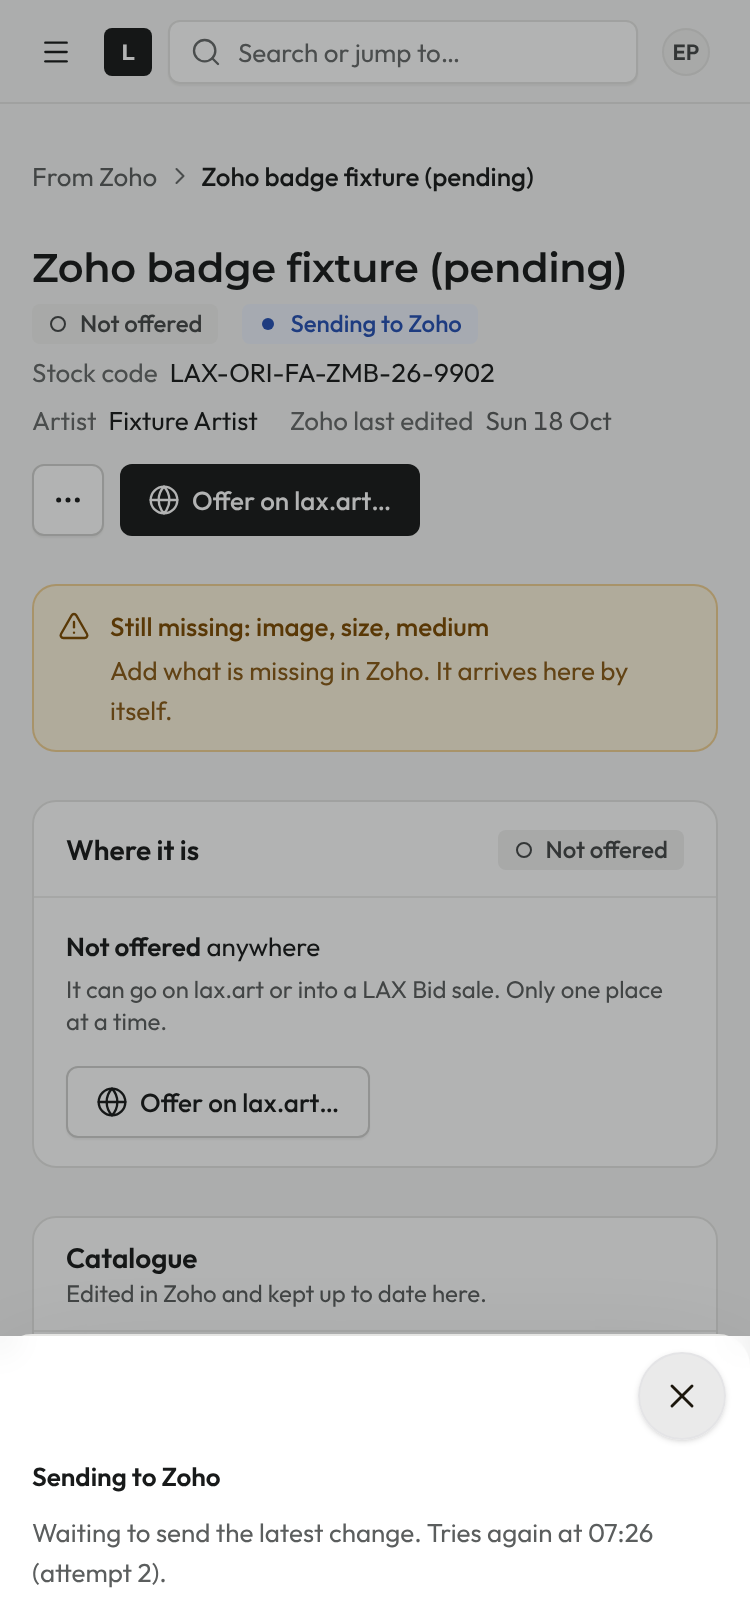 L
Search or jump to...
EP
From Zoho > Zoho badge fixture (pending)
Zoho badge fixture (pending)
Not offered
Sending to Zoho
Stock code LAX-ORI-FA-ZMB-26-9902
Artist Fixture Artist Zoho last edited Sun 18 Oct
Offer on lax.art...
Still missing: image, size, medium
Add what is missing in Zoho. It arrives here by
itself.
Where it is
Not offered
Not offered anywhere
It can go on lax.art or into a LAX Bid sale. Only one place
at a time.
Offer on lax.art...
Catalogue
Edited in Zoho and kept up to date here.
Sending to Zoho
Waiting to send the latest change. Tries again at 07:26
(attempt 2).